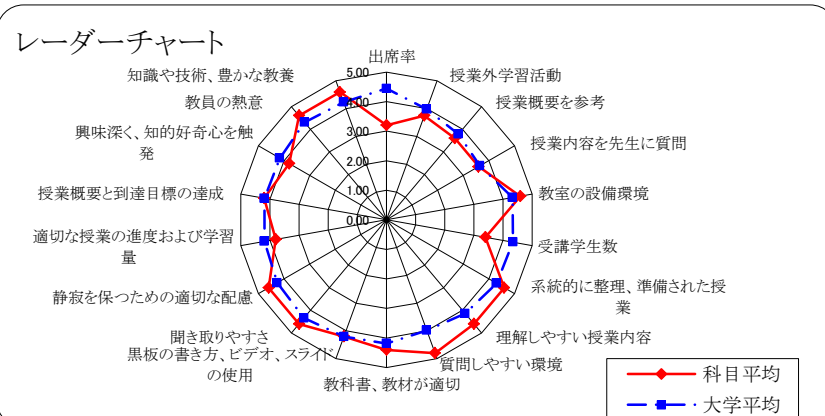 レーダーチャート
出席率
授業外学習活動
授業概要を参考
授業内容を先生に質問
教室の設備環境
受講学生数
系統的に整理、準備された授
業
理解しやすい授業内容
質問しやすい環境
教科書、教材が適切
黒板の書き方、ビデオ、スライド
の使用
聞き取りやすさ
静寂を保つための適切な配慮
適切な授業の進度および学習
量
授業概要と到達目標の達成
興味深く、知的好奇心を触
発
教員の熱意
知識や技術、豊かな教養
5.00
4.00
3.00
2.00
1.00
0.00
科目平均
大学平均